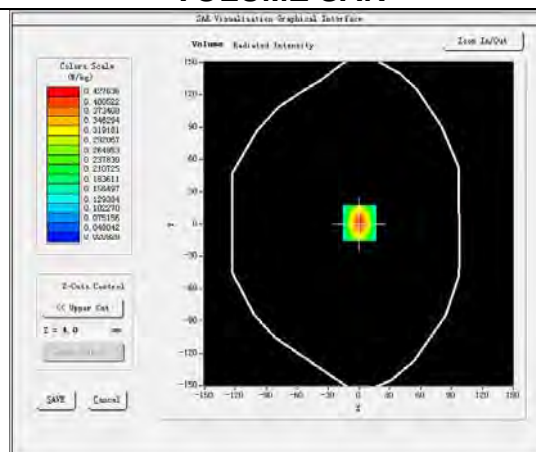 VOLUME SAR
SAR Visualisation Graphical Interface
Volume Radiated Intensity
Zoom In/Out
Colors Scale
(W/kg)
0.427636
0.400522
0.373408
0.346294
0.319181
0.292067
0.264953
0.237839
0.210725
0.183611
0.156497
0.129384
0.102270
0.075156
0.048042
0.020928
150
120
90
60
30
0
-30
-60
-90
-120
-150
Y
-150 -120 -90 -60 -30 0 30 60 90 120 150
X
Z-Cuts Control
<< Upper Cut
Z = 4.0 mm
SAVE Cancel